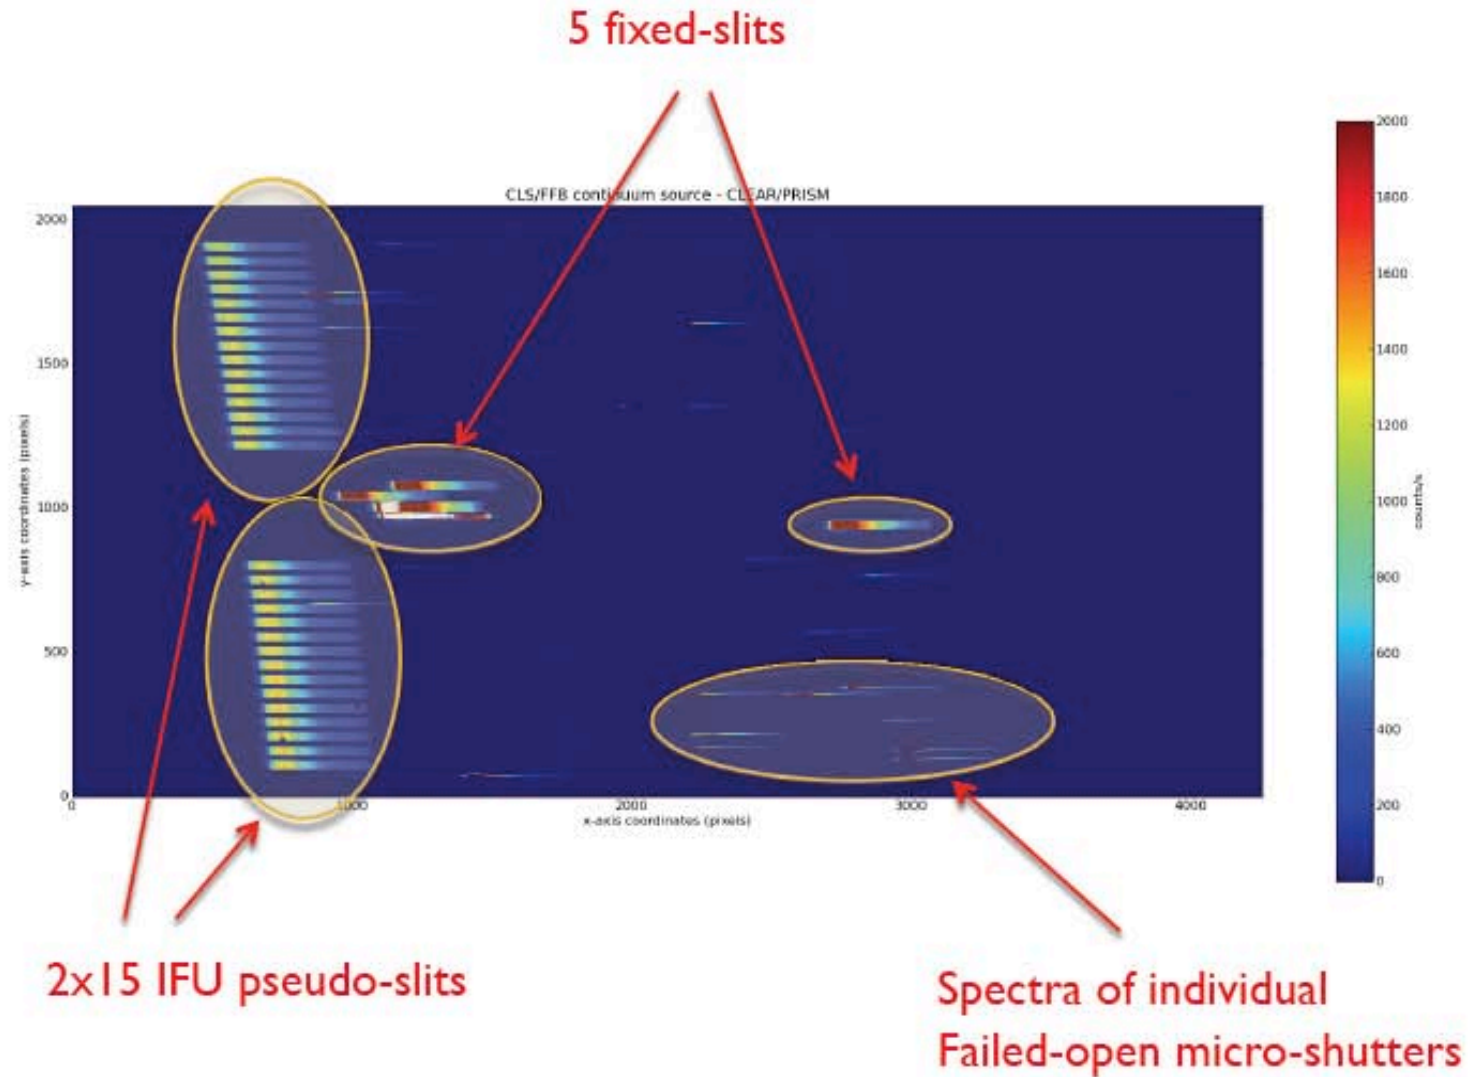 5 fixed-slits
CLS/FFB continuum source - CLEAR/PRISM
2000
1500
1000
500
0
y-axis coordinates (pixels)
0
1000
2000
3000
4000
x-axis coordinates (pixels)
2000
1800
1600
1400
1200
1000
800
600
400
200
0
counts/s
2x15 IFU pseudo-slits
Spectra of individual
Failed-open micro-shutters